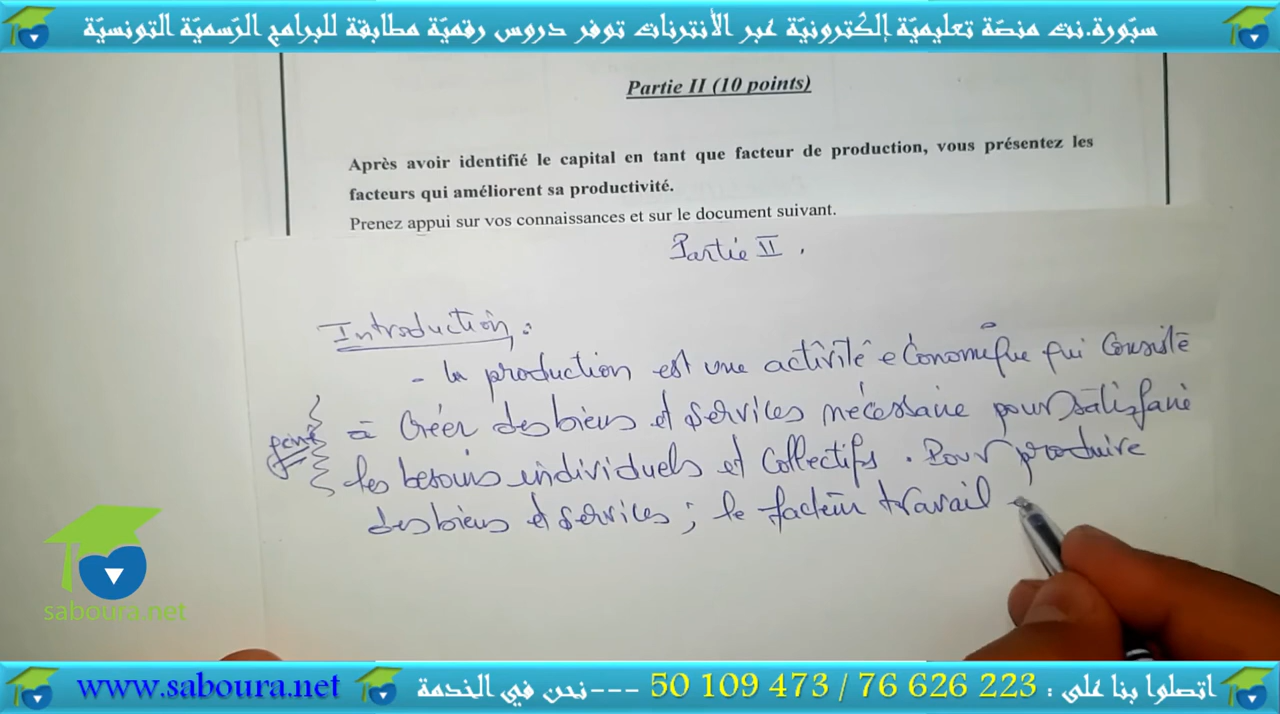 سبّورة.نت منصّة تعليميّة إلكترونيّة عبر الأنترنات توفر دروس رقميّة مطابقة للبرامج الرّسميّة التونسيّة
Partie II (10 points)
Après avoir identifié le capital en tant que facteur de production, vous présentez les
facteurs qui améliorent sa productivité.
Prenez appui sur vos connaissances et sur le document suivant.
Partie II.
Introduction :
- la production est une activité économique qui consiste
à créer des biens et services nécessaire pour satisfaire
les besoins individuels et collectifs. Pour produire
des biens et services; le facteur travail
saboura.net
www.saboura.net اتصلوا بنا على : 50 109 473 / 76 626 223 ---نحن في الخدمة